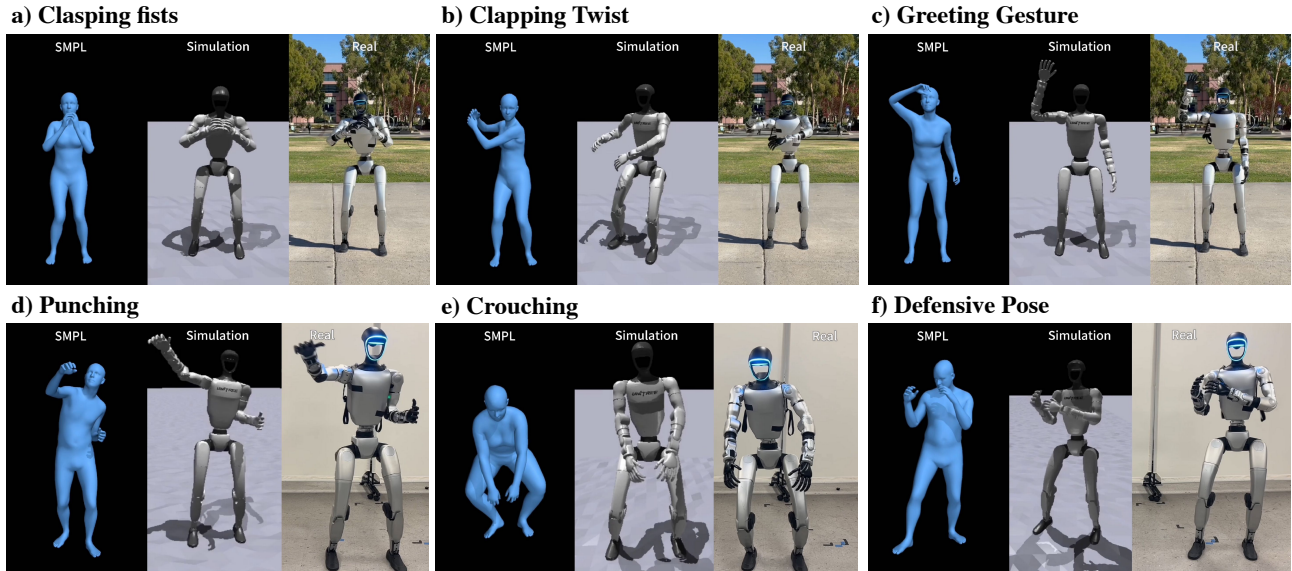 a) Clasping fists
SMPL
Simulation
Real
b) Clapping Twist
SMPL
Simulation
Real
c) Greeting Gesture
SMPL
Simulation
Real
d) Punching
SMPL
Simulation
Real
e) Crouching
SMPL
Simulation
Real
f) Defensive Pose
SMPL
Simulation
Real